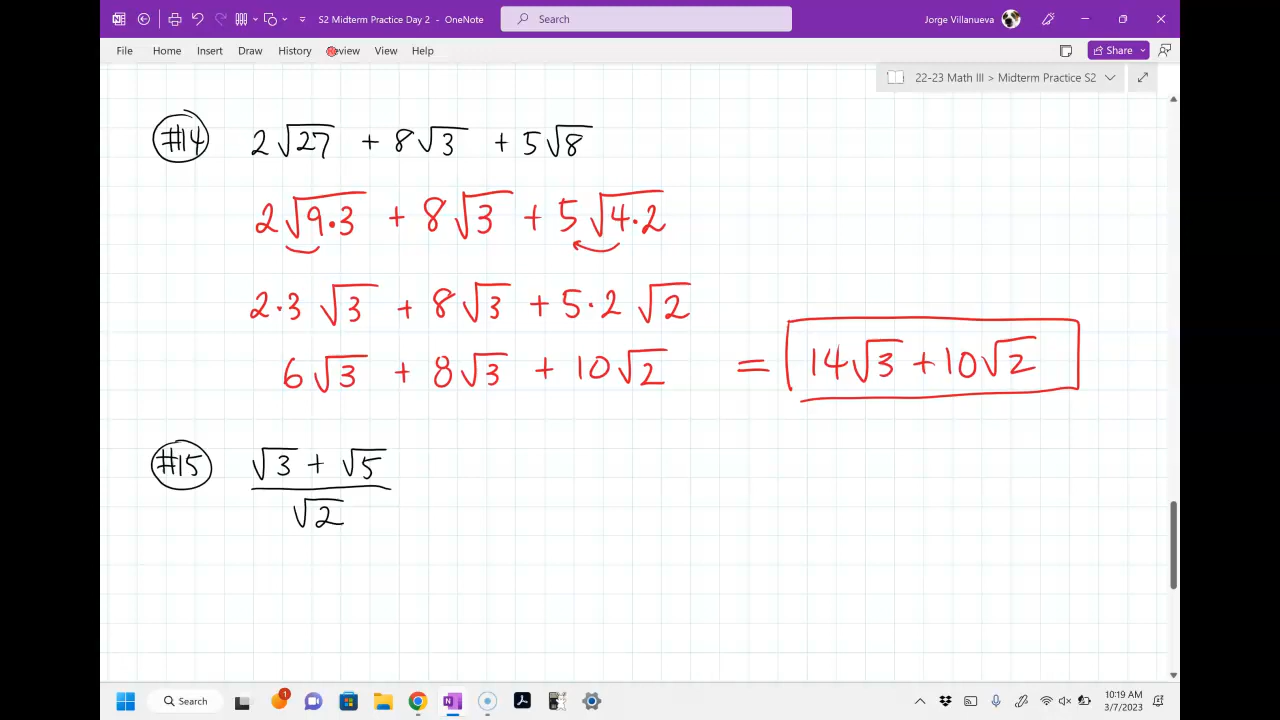 S2 Midterm Practice Day 2 - OneNote
Search
Jorge Villanueva
File Home Insert Draw History Review View Help
Share
22-23 Math III > Midterm Practice S2
#14 2√27 + 8√3 + 5√8
2√9·3 + 8√3 + 5√4·2
2·3 √3 + 8√3 + 5·2 √2
6√3 + 8√3 + 10√2 = 14√3 + 10√2
#15 √3 + √5
√2
Search
1
10:19 AM
3/7/2023